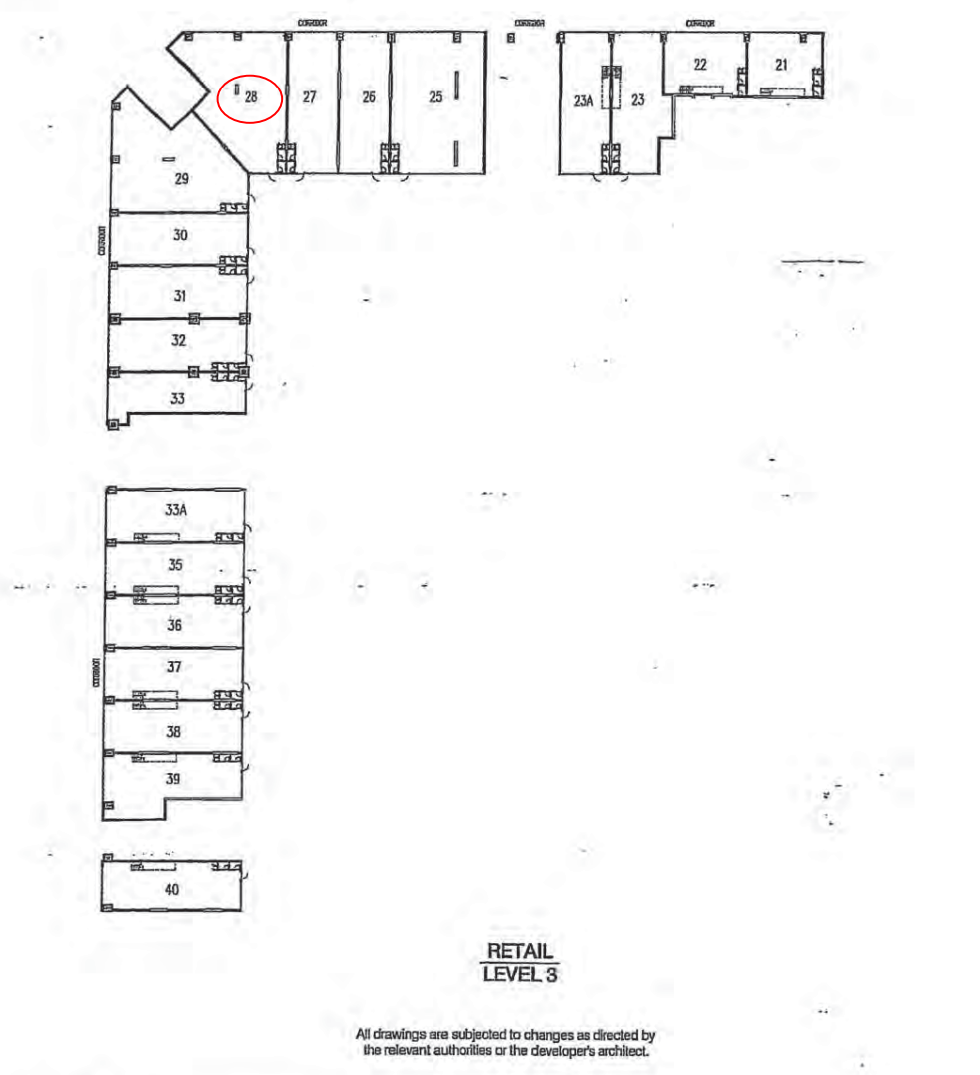 CORRIDOR
CORRIDOR
CORRIDOR
28
27
26
25
23A
23
22
21
29
CORRIDOR
30
31
32
33
33A
35
36
CORRIDOR
37
38
39
40
RETAIL
LEVEL 3
All drawings are subjected to changes as directed by
the relevant authorities or the developer's architect.